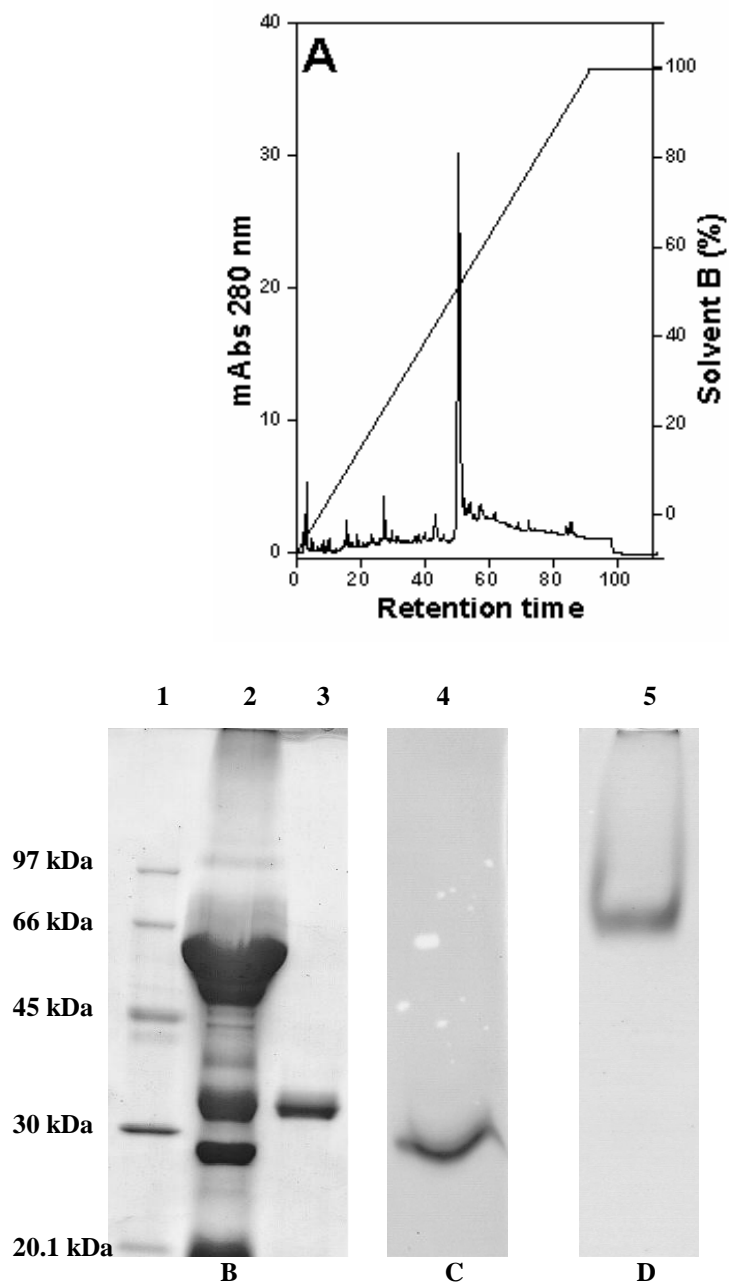 A
40
30
20
10
0
mAbs 280 nm
100
80
60
40
20
0
Solvent B (%)
0 20 40 60 80 100
Retention time
1 2 3 4 5
97 kDa
66 kDa
45 kDa
30 kDa
20.1 kDa
B C D